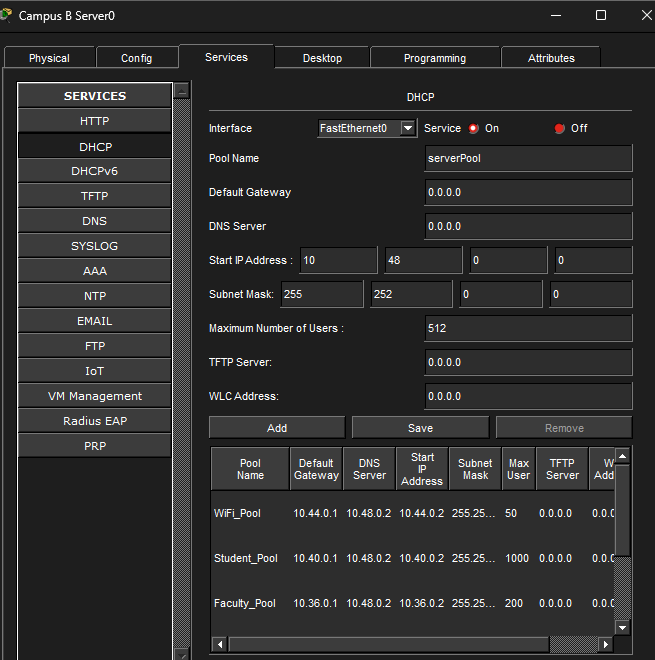 Campus B Server0
Physical Config Services Desktop Programming Attributes
SERVICES
HTTP
DHCP
DHCPv6
TFTP
DNS
SYSLOG
AAA
NTP
EMAIL
FTP
IoT
VM Management
Radius EAP
PRP
DHCP
Interface FastEthernet0 Service On Off
Pool Name serverPool
Default Gateway 0.0.0.0
DNS Server 0.0.0.0
Start IP Address : 10 48 0 0
Subnet Mask: 255 252 0 0
Maximum Number of Users : 512
TFTP Server: 0.0.0.0
WLC Address: 0.0.0.0
Add Save Remove
Pool Name Default Gateway DNS Server Start IP Address Subnet Mask Max User TFTP Server W Add
WiFi_Pool 10.44.0.1 10.48.0.2 10.44.0.2 255.25... 50 0.0.0.0 0.0.0
Student_Pool 10.40.0.1 10.48.0.2 10.40.0.2 255.25... 1000 0.0.0.0 0.0.0
Faculty_Pool 10.36.0.1 10.48.0.2 10.36.0.2 255.25... 200 0.0.0.0 0.0.0